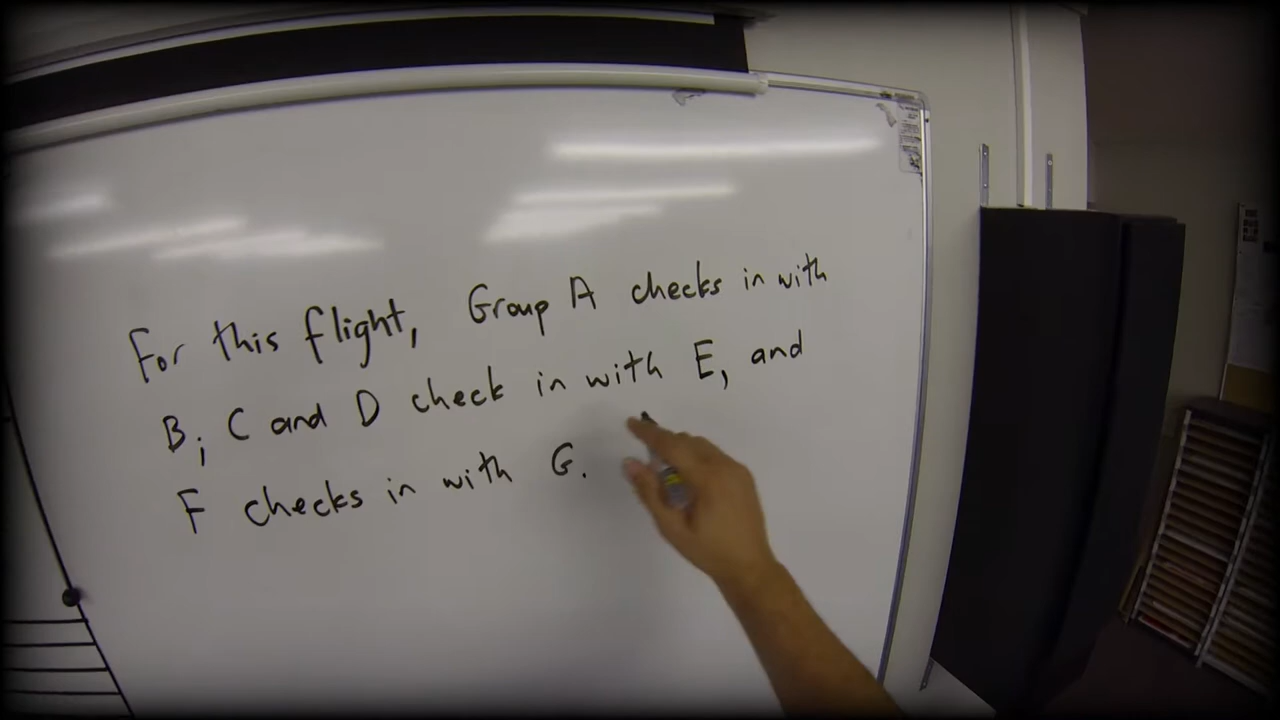 For this flight, Group A checks in with
B; C and D check in with E, and
F checks in with G.